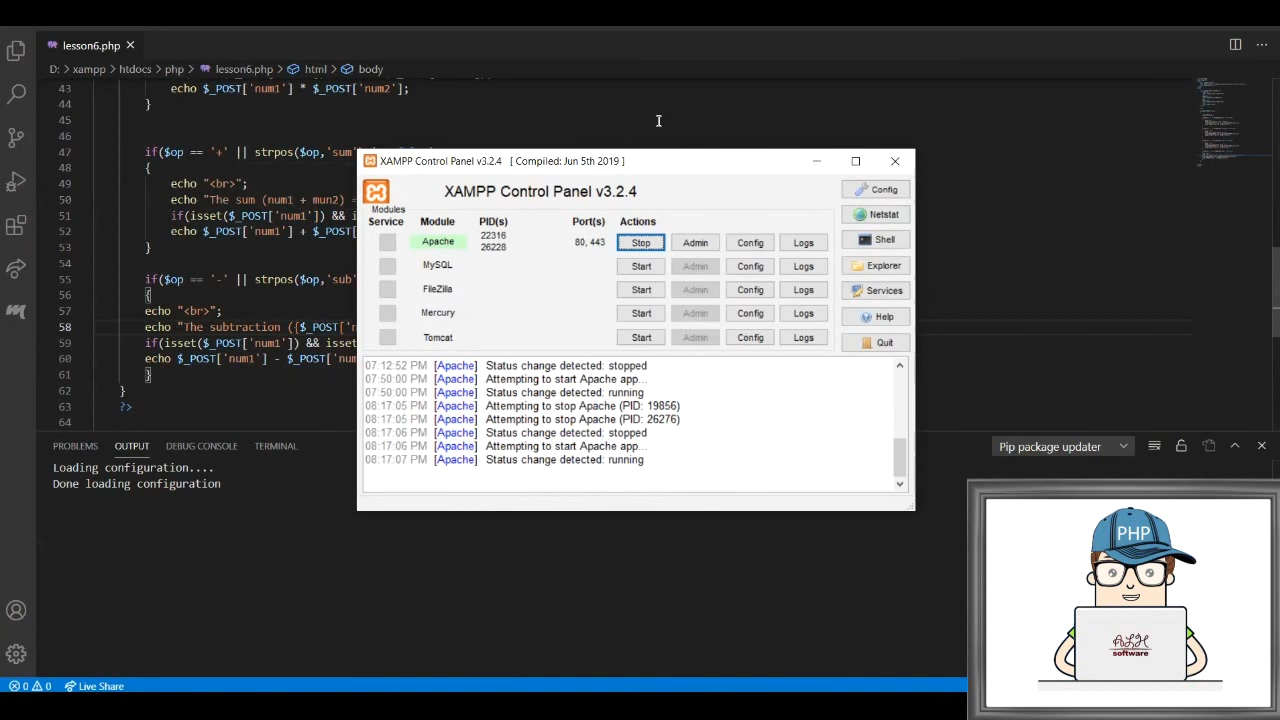 lesson6.php
D: > xampp > htdocs > php > lesson6.php > html > body
43 echo $_POST['num1'] * $_POST['num2'];
44 }
45
46
47 if($op == '+' || strpos($op,'sum'
48 {
49 echo "<br>";
50 echo "The sum (num1 + mun2) =
51 if(isset($_POST['num1']) && i
52 echo $_POST['num1'] + $_POST[
53 }
54
55 if($op == '-' || strpos($op,'sub'
56 {
57 echo "<br>";
58 echo "The subtraction ({$_POST['n
59 if(isset($_POST['num1']) && isset
60 echo $_POST['num1'] - $_POST['num
61 }
62 }
63 ?>
64
XAMPP Control Panel v3.2.4 [ Compiled: Jun 5th 2019 ]
XAMPP Control Panel v3.2.4
Config
Modules
Service Module PID(s) Port(s) Actions
Netstat
Apache 22316 26228 80, 443 Stop Admin Config Logs
Shell
MySQL Start Admin Config Logs
Explorer
FileZilla Start Admin Config Logs
Services
Mercury Start Admin Config Logs
Help
Tomcat Start Admin Config Logs
Quit
07:12:52 PM [Apache] Status change detected: stopped
07:50:00 PM [Apache] Attempting to start Apache app...
07:50:00 PM [Apache] Status change detected: running
08:17:05 PM [Apache] Attempting to stop Apache (PID: 19856)
08:17:05 PM [Apache] Attempting to stop Apache (PID: 26276)
08:17:06 PM [Apache] Status change detected: stopped
08:17:06 PM [Apache] Attempting to start Apache app...
08:17:07 PM [Apache] Status change detected: running
PROBLEMS OUTPUT DEBUG CONSOLE TERMINAL
Pip package updater
Loading configuration....
Done loading configuration
PHP
ALH
software
0 0 Live Share